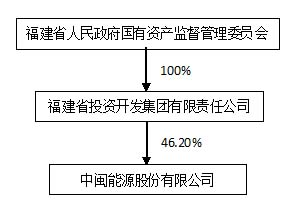 福建省人民政府国有资产监督管理委员会
100%
福建省投资开发集团有限责任公司
46.20%
中闽能源股份有限公司